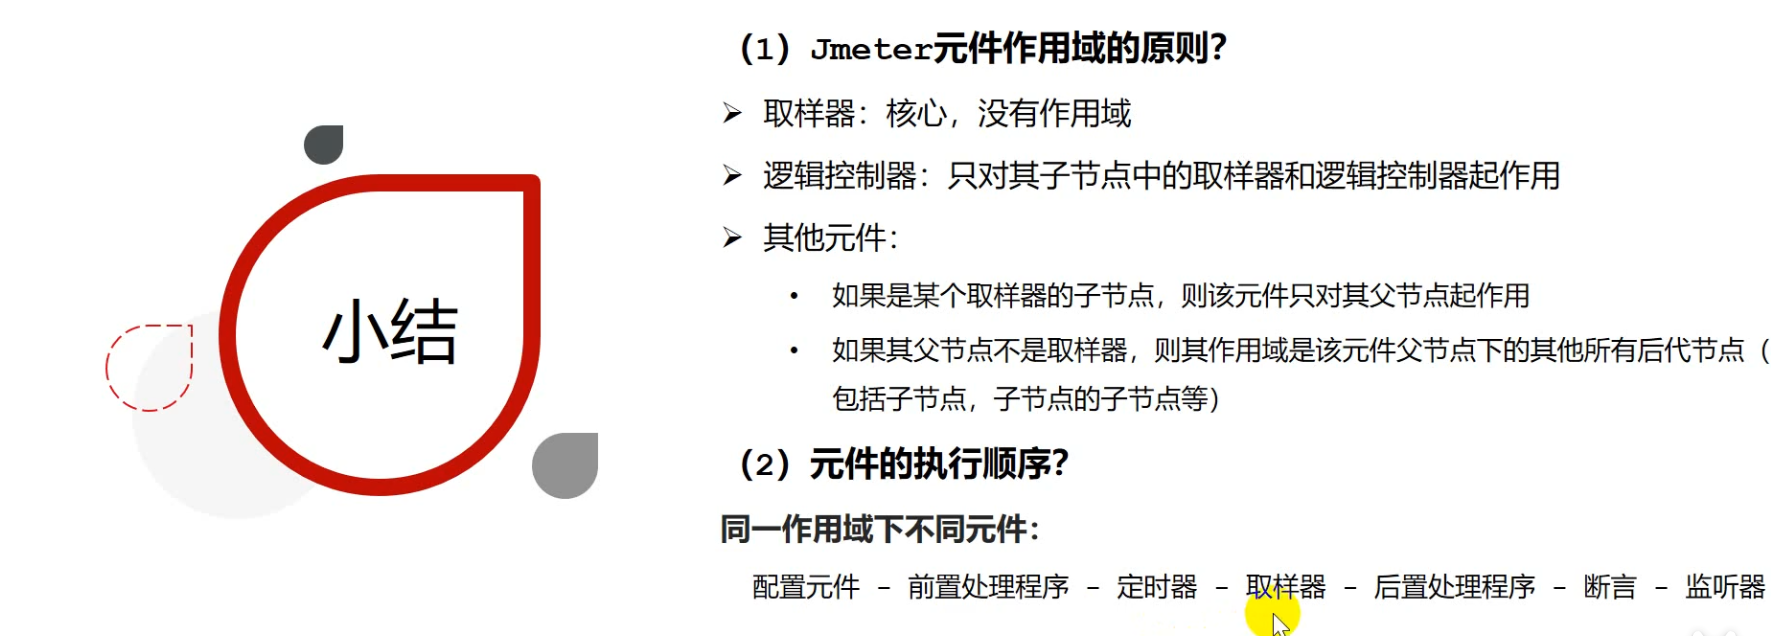 小结
（1）Jmeter元件作用域的原则？
➢ 取样器：核心，没有作用域
➢ 逻辑控制器：只对其子节点中的取样器和逻辑控制器起作用
➢ 其他元件：
• 如果是某个取样器的子节点，则该元件只对其父节点起作用
• 如果其父节点不是取样器，则其作用域是该元件父节点下的其他所有后代节点（
包括子节点，子节点的子节点等）
（2）元件的执行顺序？
同一作用域下不同元件：
配置元件 - 前置处理程序 - 定时器 - 取样器 - 后置处理程序 - 断言 - 监听器